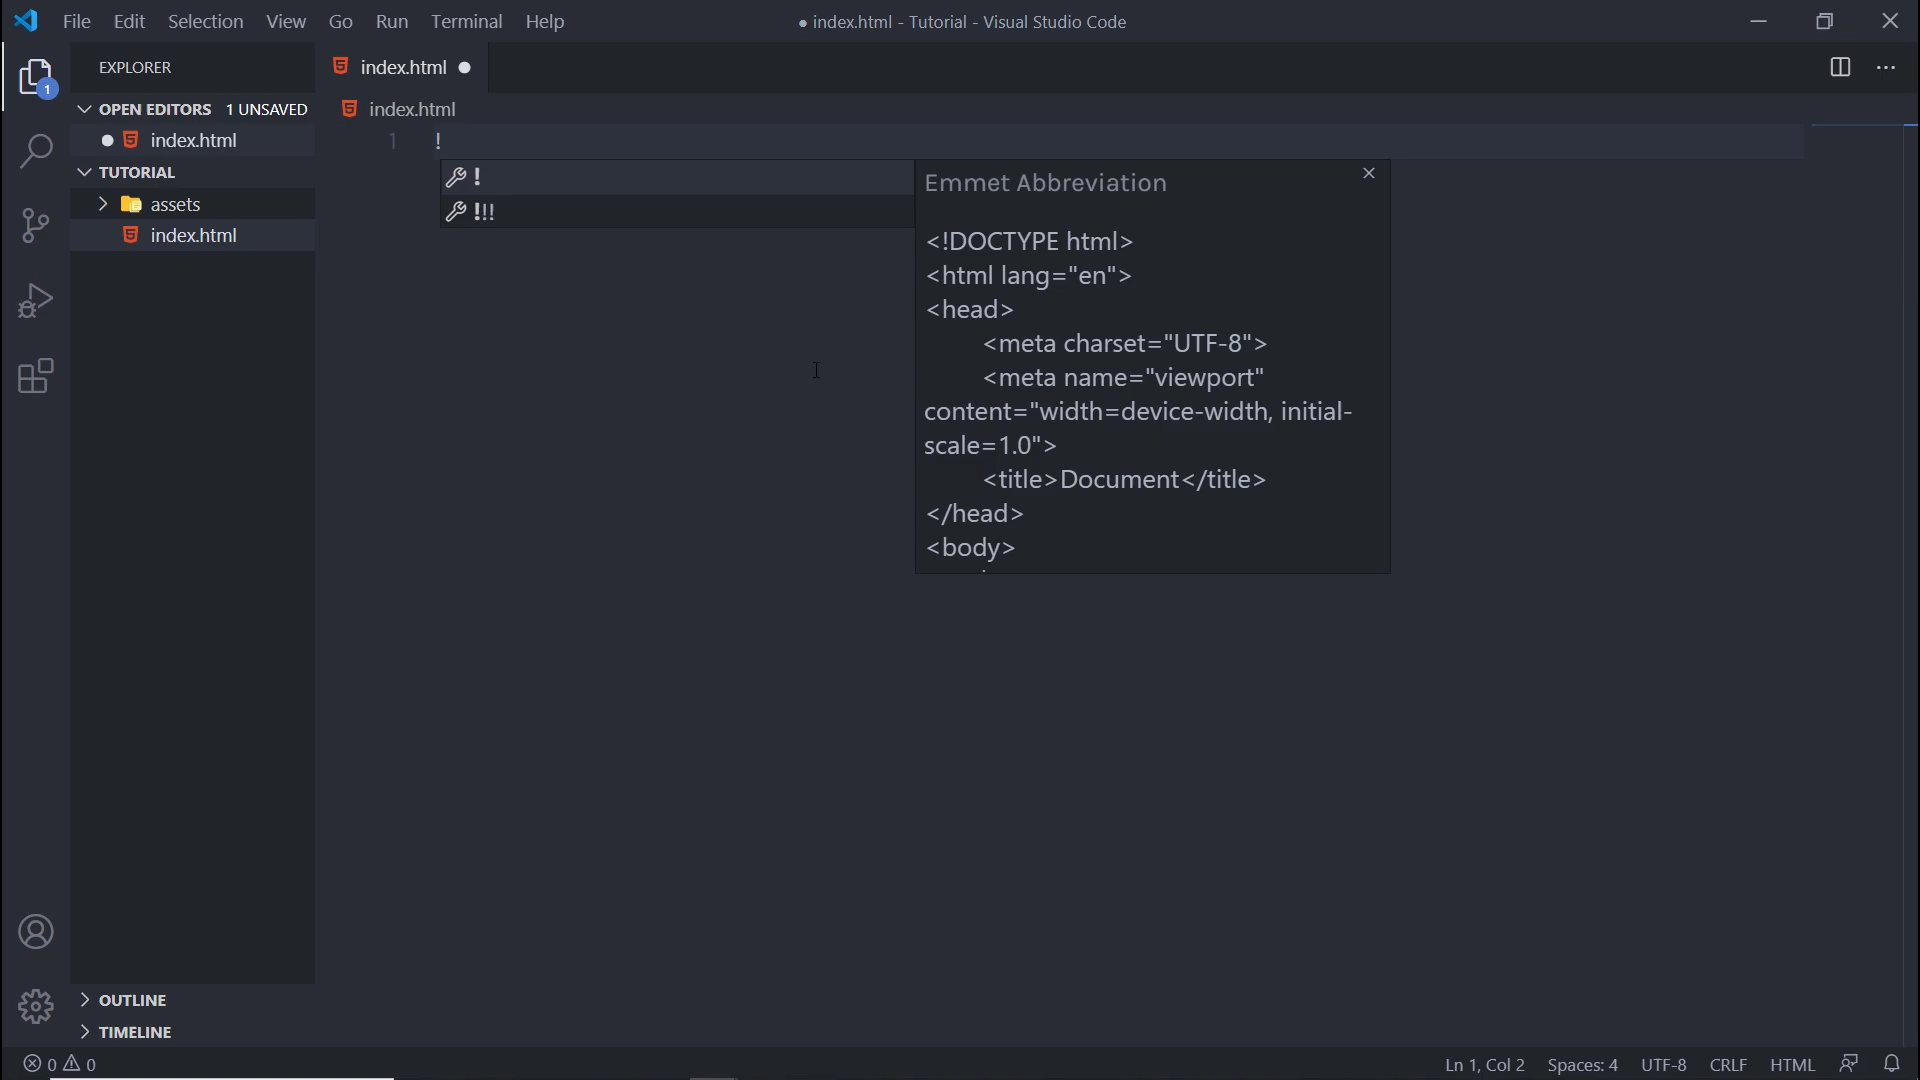 File Edit Selection View Go Run Terminal Help
● index.html - Tutorial - Visual Studio Code
1
EXPLORER
index.html ●
OPEN EDITORS 1 UNSAVED
● index.html
TUTORIAL
assets
index.html
OUTLINE
TIMELINE
index.html
1 !
!
!!!
Emmet Abbreviation
<!DOCTYPE html>
<html lang="en">
<head>
<meta charset="UTF-8">
<meta name="viewport"
content="width=device-width, initial-
scale=1.0">
<title>Document</title>
</head>
<body>
0 0
Ln 1, Col 2 Spaces: 4 UTF-8 CRLF HTML